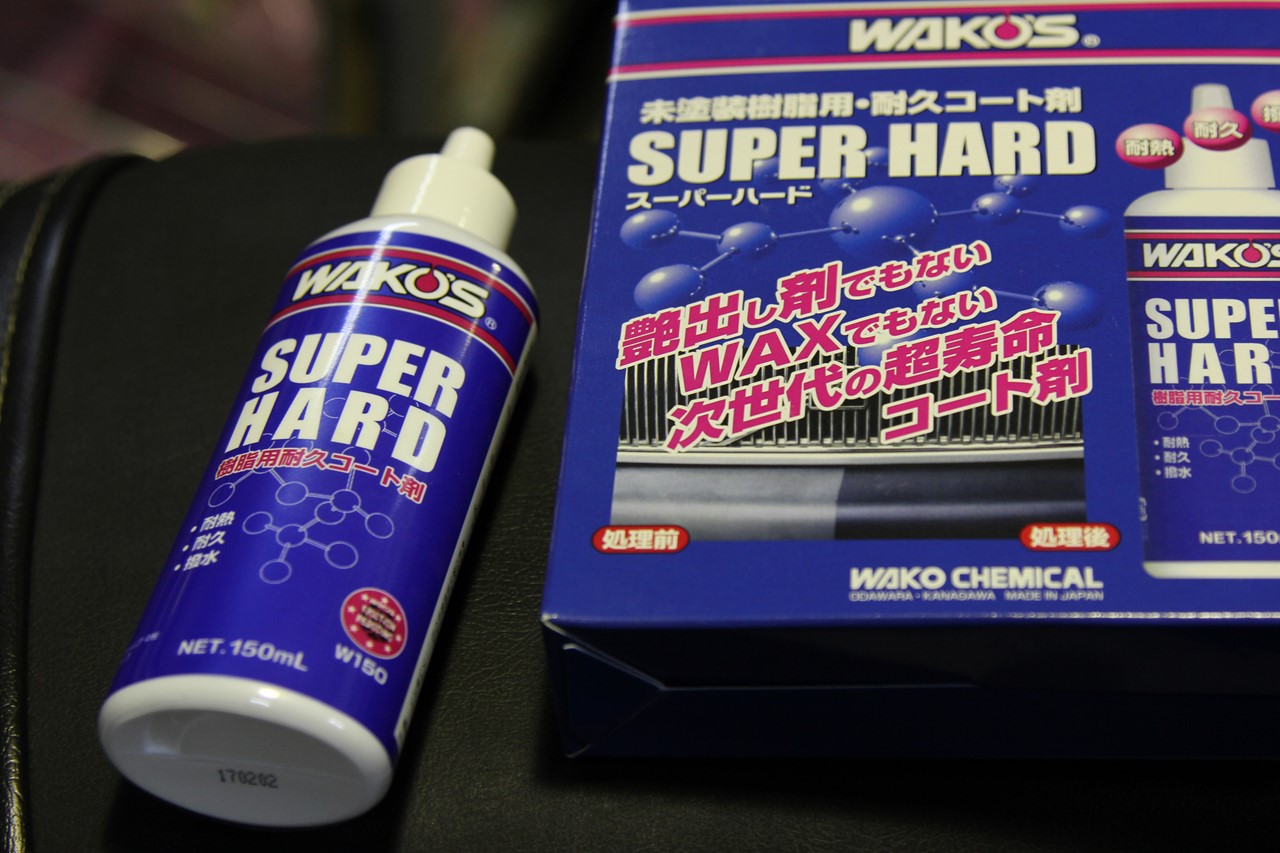 WAKO'S®
SUPER
HARD
樹脂用耐久コート剤
・耐熱
・耐久
・撥水
NET.150mL
W150
170202
WAKO'S®
未塗装樹脂用・耐久コート剤
SUPER HARD
スーパーハード
艶出し剤でもない
WAXでもない
次世代の超寿命
コート剤
処理前
処理後
WAKO CHEMICAL
ODAWARA・KANAGAWA MADE IN JAPAN
耐熱
耐久
WAKO'S
SUPE
HAR
樹脂用耐久コー
・耐熱
・耐久
・撥水
NET.150